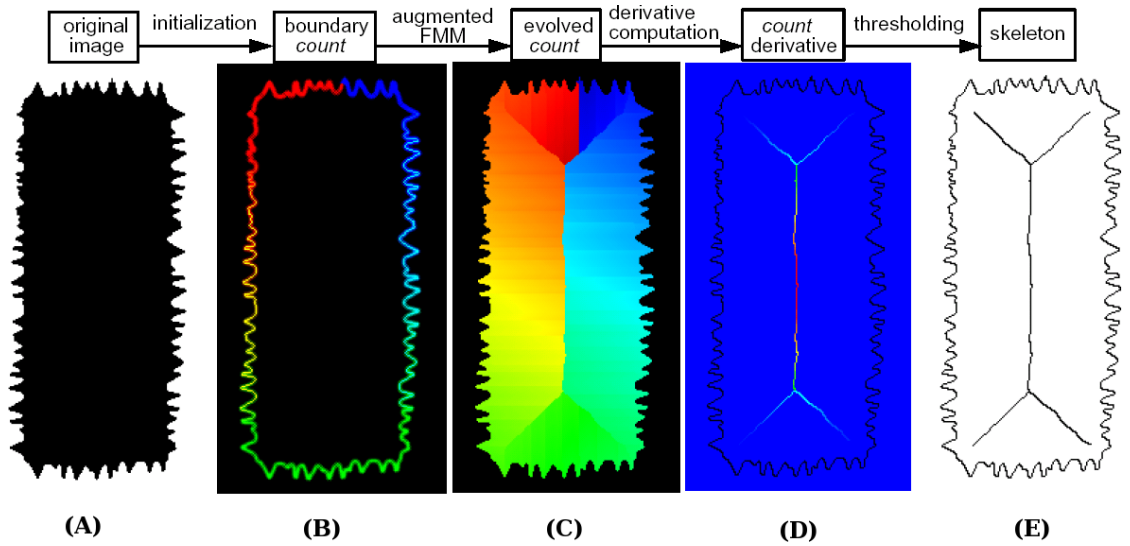 original
image
initialization
boundary
count
augmented
FMM
evolved
count
derivative
computation
count
derivative
thresholding
skeleton
(A)
(B)
(C)
(D)
(E)